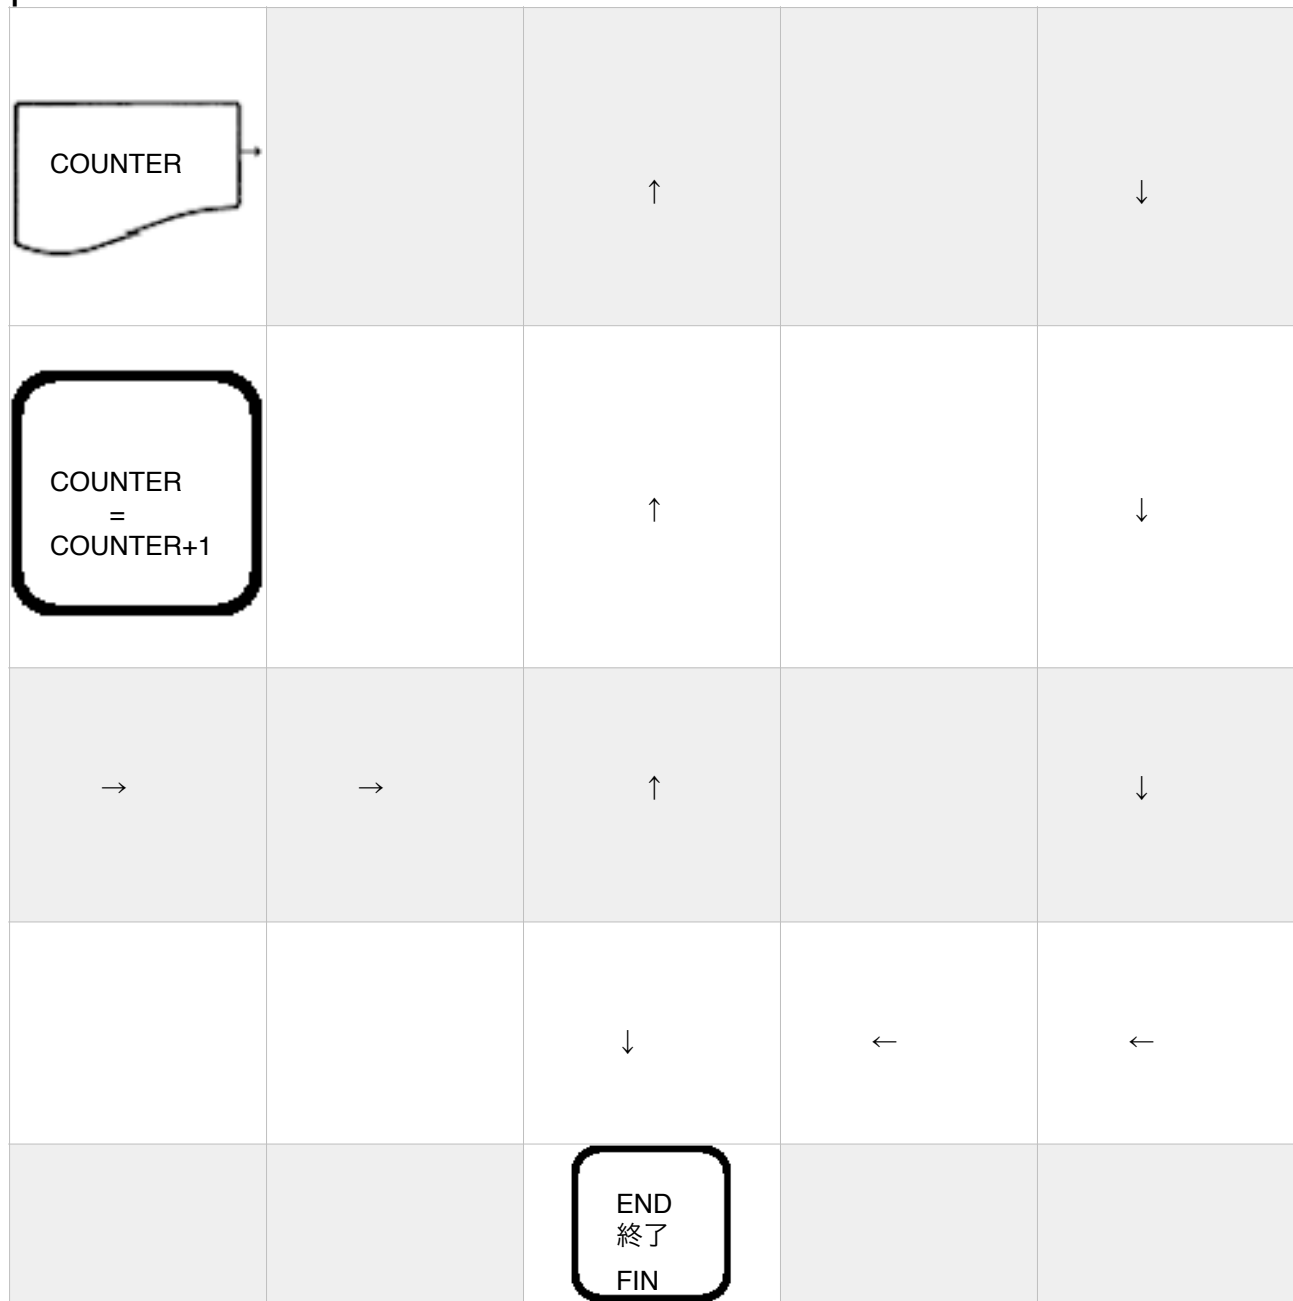 COUNTER
↑
↓
COUNTER
=
COUNTER+1
↑
↓
→
→
↑
↓
↓
←
←
END
終了
FIN